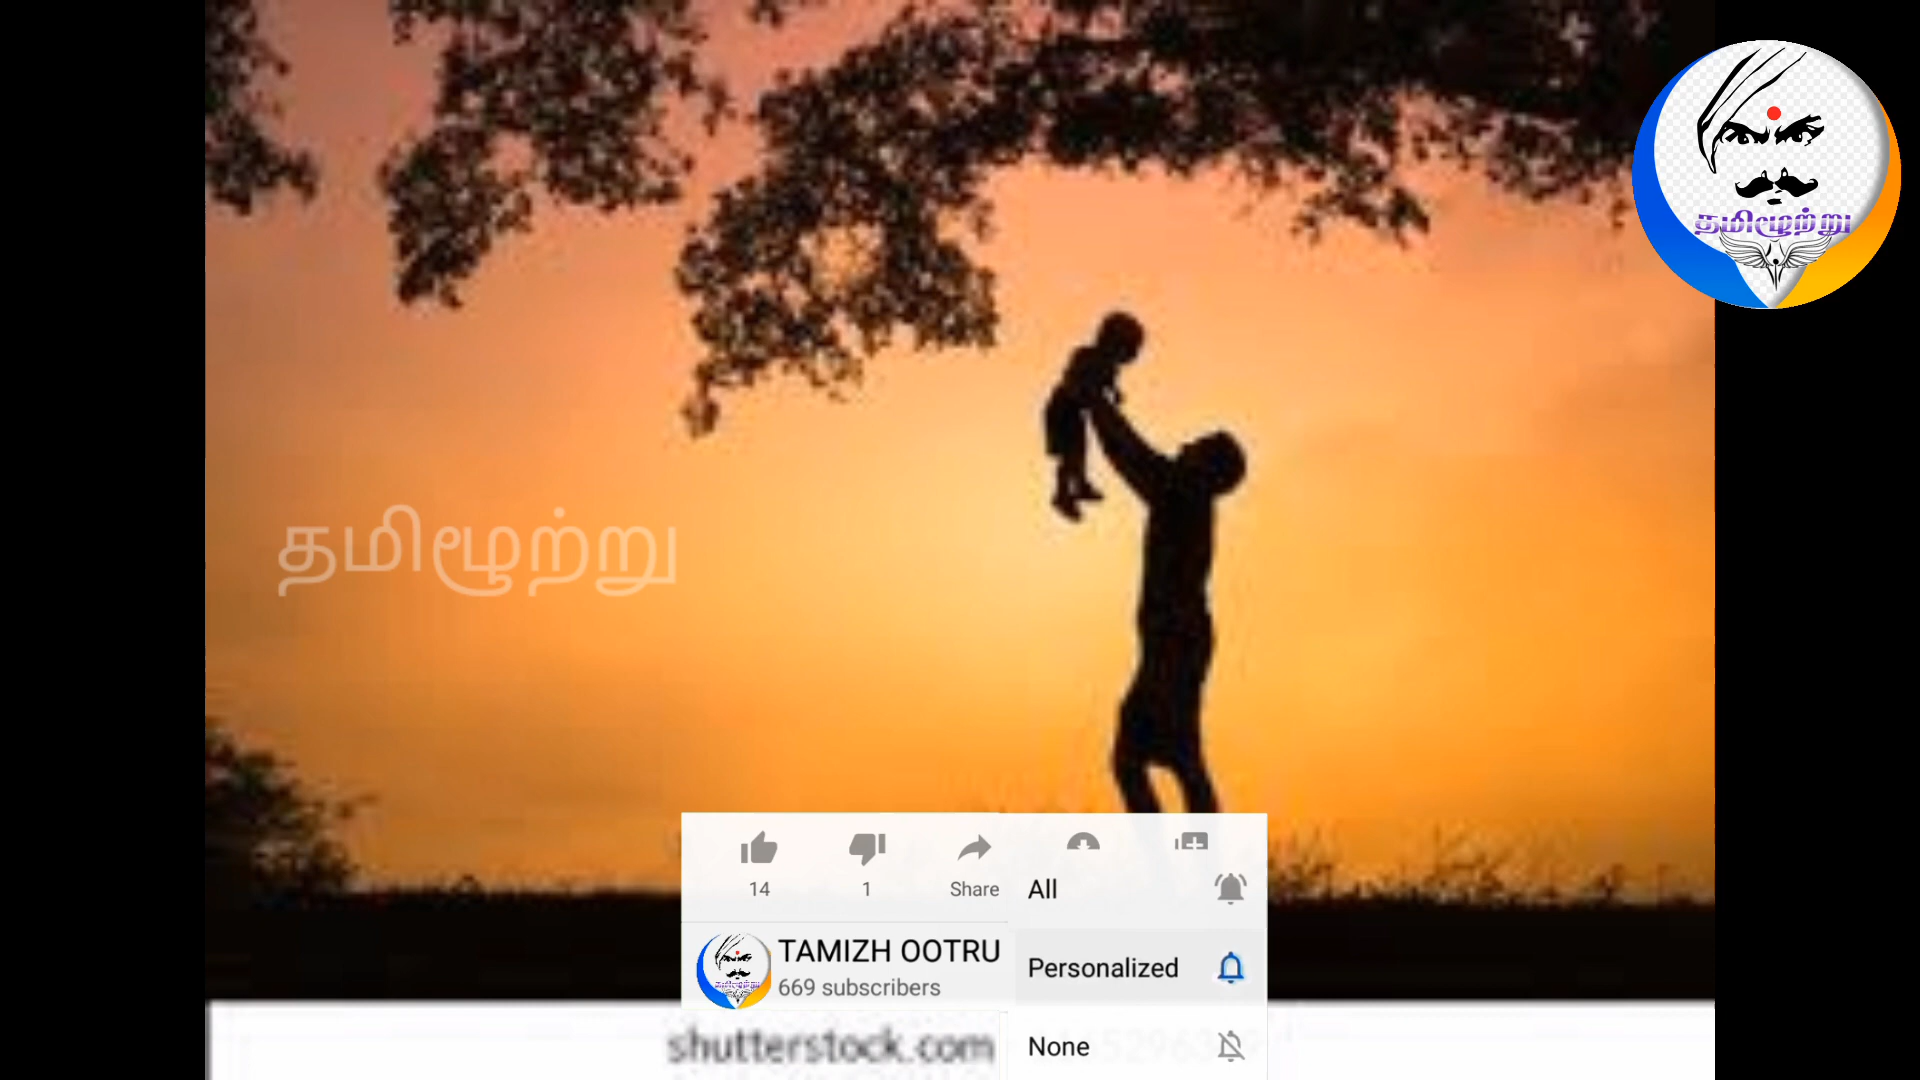 தமிழூற்று
தமிழூற்று
14
1
Share
All
TAMIZH OOTRU
669 subscribers
Personalized
shutterstock.com
None